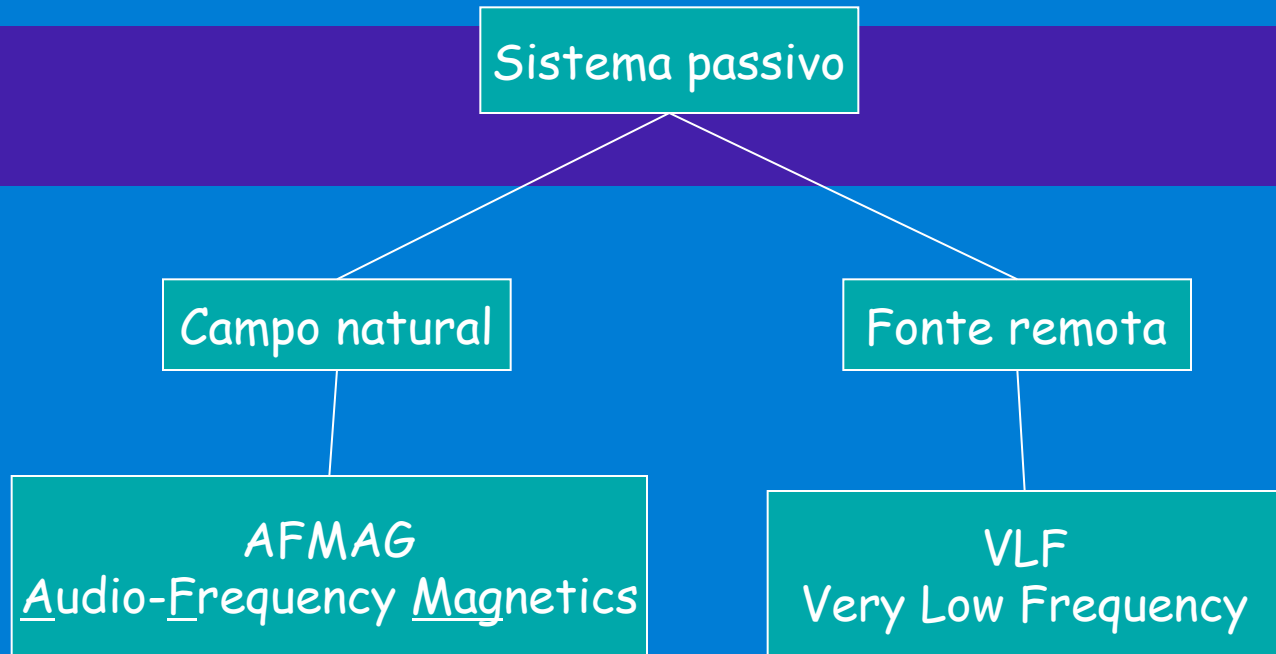 Sistema passivo
Campo natural
Fonte remota
AFMAG
Audio-Frequency Magnetics
VLF
Very Low Frequency